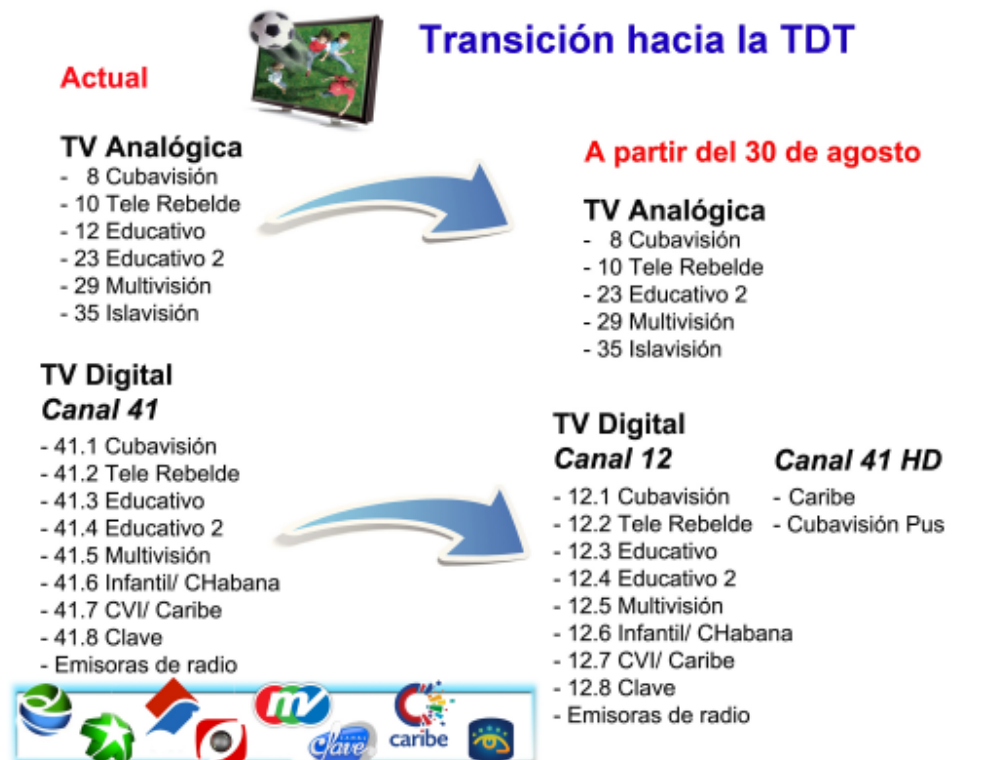 Transición hacia la TDT
Actual
TV Analógica
- 8 Cubavisión
- 10 Tele Rebelde
- 12 Educativo
- 23 Educativo 2
- 29 Multivisión
- 35 Islavisión
TV Digital
Canal 41
- 41.1 Cubavisión
- 41.2 Tele Rebelde
- 41.3 Educativo
- 41.4 Educativo 2
- 41.5 Multivisión
- 41.6 Infantil/ CHabana
- 41.7 CVI/ Caribe
- 41.8 Clave
- Emisoras de radio
A partir del 30 de agosto
TV Analógica
- 8 Cubavisión
- 10 Tele Rebelde
- 23 Educativo 2
- 29 Multivisión
- 35 Islavisión
TV Digital
Canal 12
- 12.1 Cubavisión
- 12.2 Tele Rebelde
- 12.3 Educativo
- 12.4 Educativo 2
- 12.5 Multivisión
- 12.6 Infantil/ CHabana
- 12.7 CVI/ Caribe
- 12.8 Clave
- Emisoras de radio
Canal 41 HD
- Caribe
- Cubavisión Pus
mv
CANAL
Clave
caribe